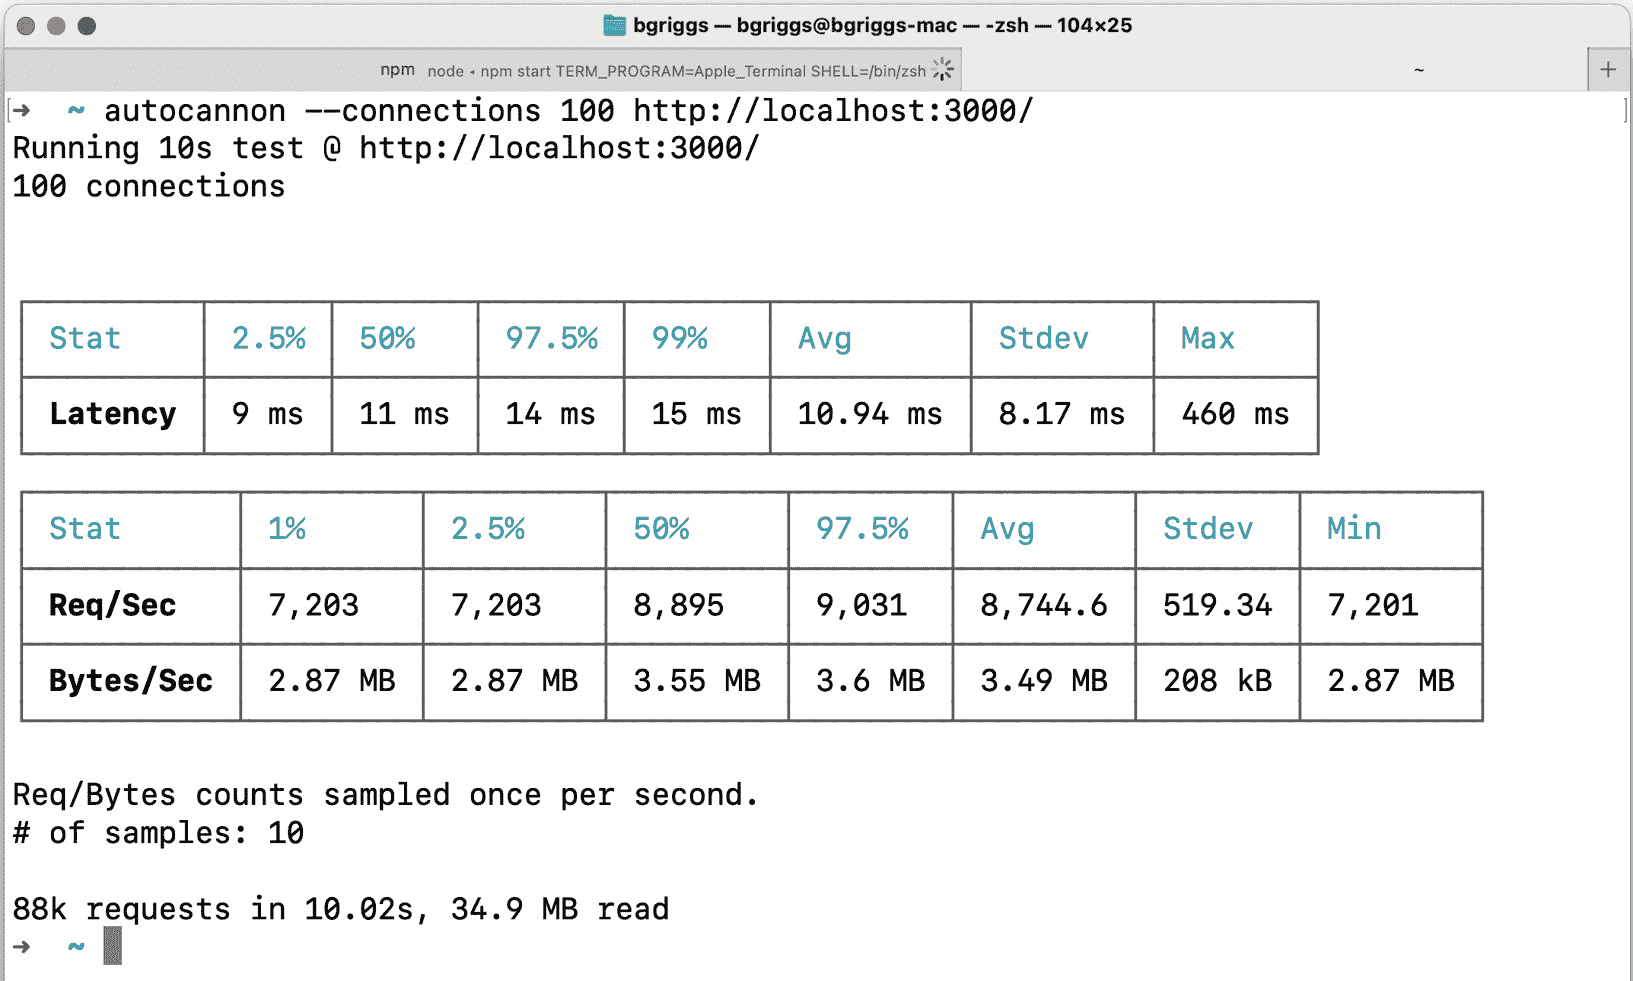 bgriggs — bgriggs@bgriggs-mac — -zsh — 104×25
npm node ◂ npm start TERM_PROGRAM=Apple_Terminal SHELL=/bin/zsh ~ +
[➜ ~ autocannon --connections 100 http://localhost:3000/ ]
Running 10s test @ http://localhost:3000/
100 connections
Stat 2.5% 50% 97.5% 99% Avg Stdev Max
Latency 9 ms 11 ms 14 ms 15 ms 10.94 ms 8.17 ms 460 ms
Stat 1% 2.5% 50% 97.5% Avg Stdev Min
Req/Sec 7,203 7,203 8,895 9,031 8,744.6 519.34 7,201
Bytes/Sec 2.87 MB 2.87 MB 3.55 MB 3.6 MB 3.49 MB 208 kB 2.87 MB
Req/Bytes counts sampled once per second.
# of samples: 10
88k requests in 10.02s, 34.9 MB read
➜ ~